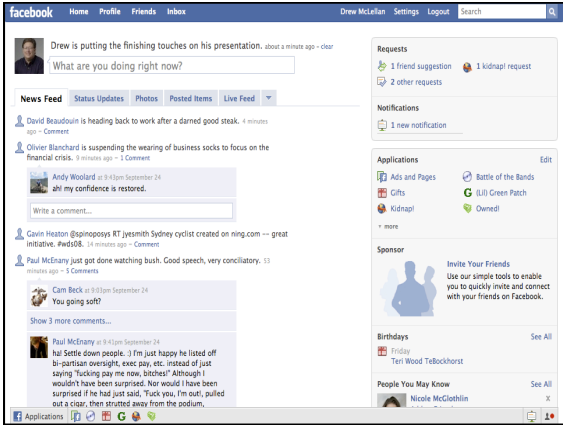 facebook Home Profile Friends Inbox Drew McLellan Settings Logout Search
Drew is putting the finishing touches on his presentation. about a minute ago - clear
What are you doing right now?
News Feed Status Updates Photos Posted Items Live Feed
David Beaudouin is heading back to work after a darned good steak. 4 minutes
ago - Comment
Olivier Blanchard is suspending the wearing of business socks to focus on the
financial crisis. 9 minutes ago - 1 Comment
Andy Woolard at 9:43pm September 24
ah! my confidence is restored.
Write a comment...
Gavin Heaton @spinoposys RT jyesmith Sydney cyclist created on ning.com -- great
initiative. #wds08. 14 minutes ago - Comment
Paul McEnany just got done watching bush. Good speech, very conciliatory. 53
minutes ago - 5 Comments
Cam Beck at 9:03pm September 24
You going soft?
Show 3 more comments...
Paul McEnany at 9:41pm September 24
ha! Settle down people. :) I'm just happy he listed off
bi-partisan oversight, exec pay, etc. instead of just
saying "fucking pay me now, bitches!" Although I
wouldn't have been surprised. Nor would I have been
surprised if he had just said, "Fuck you, I'm out!, pulled
out a cigar, then strutted away from the podium,
Requests
1 friend suggestion
1 kidnap! request
2 other requests
Notifications
1 new notification
Applications Edit
Ads and Pages
Battle of the Bands
Gifts
(Lil) Green Patch
Kidnap!
Owned!
more
Sponsor
Invite Your Friends
Use our simple tools to enable
you to quickly invite and connect
with your friends on Facebook.
Birthdays See All
Friday
Teri Wood TeBockhorst
People You May Know See All
Nicole McGlothlin X
Applications